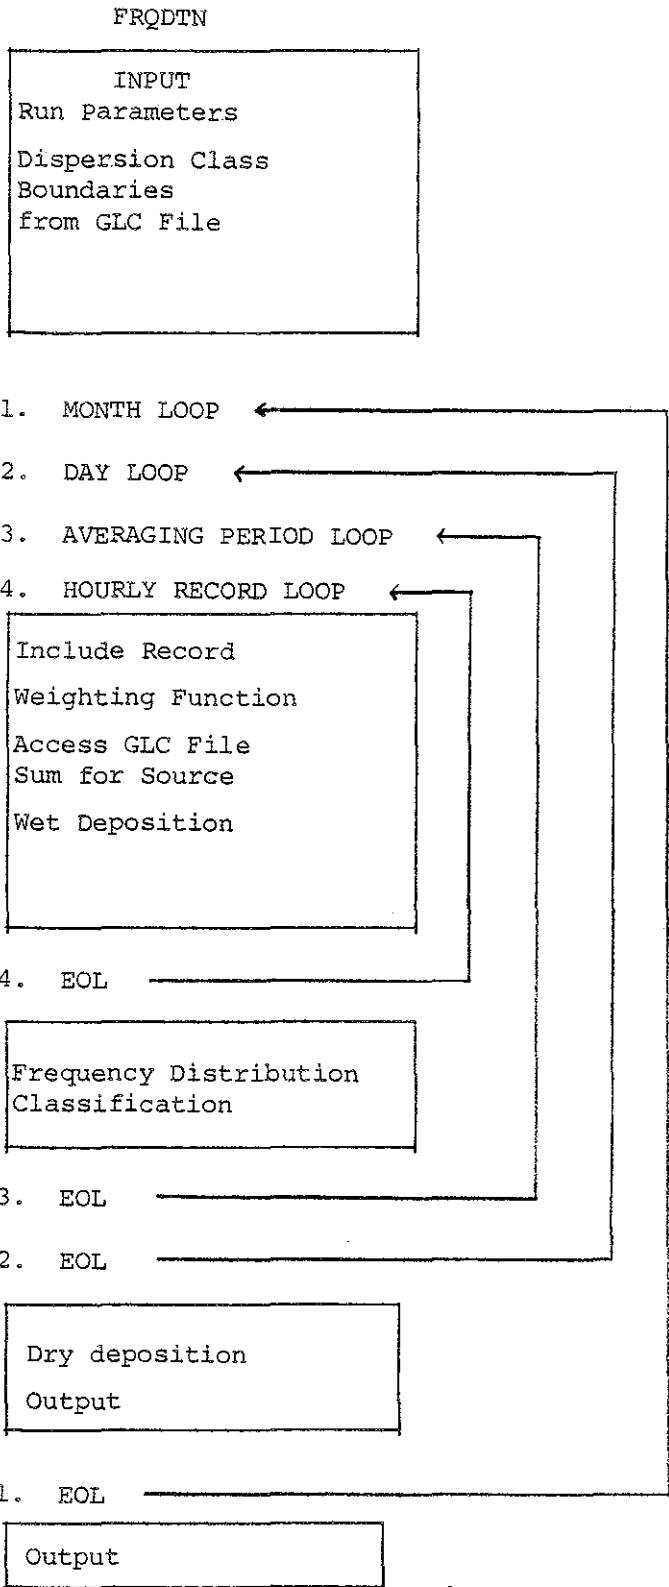 FRQDTN
INPUT
Run Parameters
Dispersion Class
Boundaries
from GLC File
1. MONTH LOOP
2. DAY LOOP
3. AVERAGING PERIOD LOOP
4. HOURLY RECORD LOOP
Include Record
Weighting Function
Access GLC File
Sum for Source
Wet Deposition
4. EOL
Frequency Distribution
Classification
3. EOL
2. EOL
Dry deposition
Output
1. EOL
Output